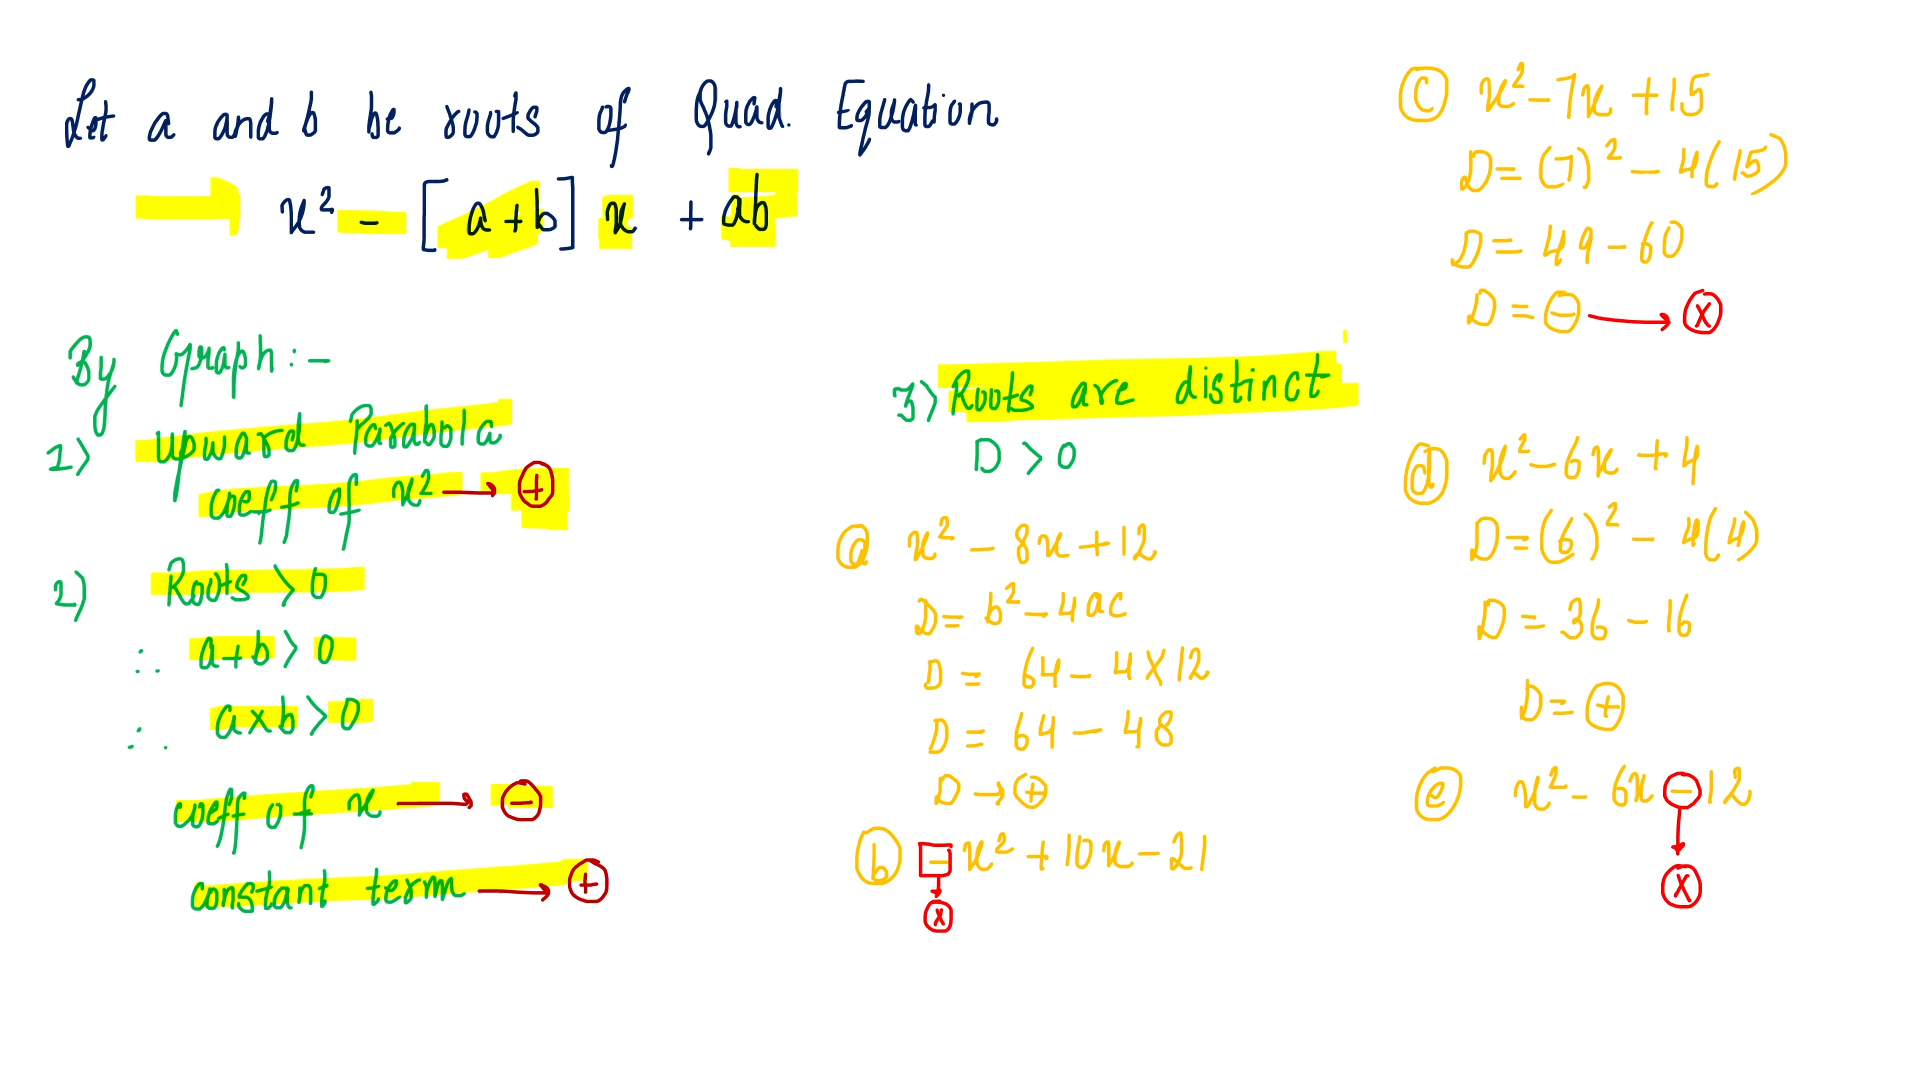 Let a and b be roots of Quad. Equation
x² - [a+b] x + ab
By Graph:-
1) Upward Parabola
coeff of x² → +
2) Roots > 0
∴ a+b > 0
∴ a×b > 0
coeff of x → -
constant term → +
3) Roots are distinct
D > 0
a x² - 8x + 12
D = b² - 4ac
D = 64 - 4×12
D = 64 - 48
D → +
b -x² + 10x - 21
x
c x² - 7x + 15
D = (7)² - 4(15)
D = 49 - 60
D = - → x
d x² - 6x + 4
D = (6)² - 4(4)
D = 36 - 16
D = +
e x² - 6x - 12
x